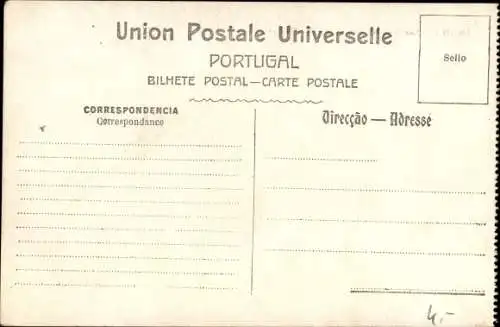 Union Postale Universelle
PORTUGAL
BILHETE POSTAL—CARTE POSTALE
Sello
CORRESPONDENCIA
Correspondance
Direcção — Adresse
4.-